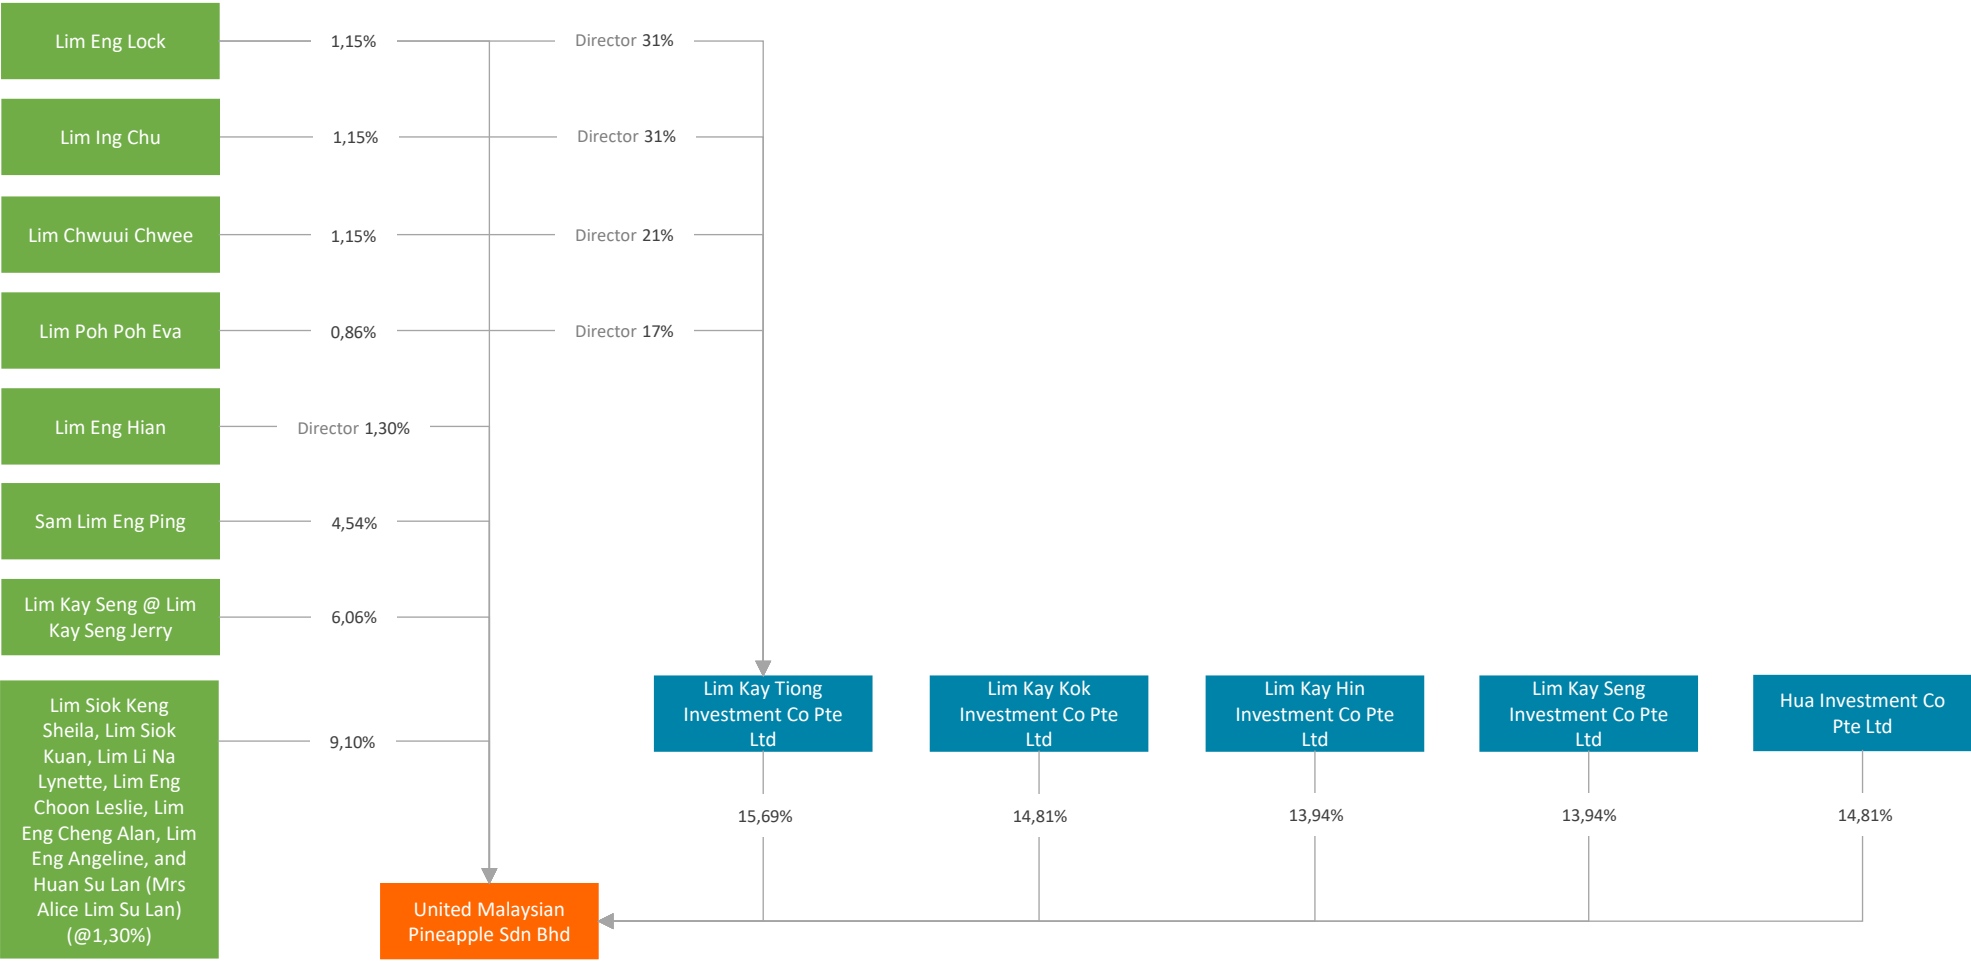 Lim Eng Lock
1,15%
Director 31%
Lim Ing Chu
1,15%
Director 31%
Lim Chwuui Chwee
1,15%
Director 21%
Lim Poh Poh Eva
0,86%
Director 17%
Lim Eng Hian
Director 1,30%
Sam Lim Eng Ping
4,54%
Lim Kay Seng @ Lim
Kay Seng Jerry
6,06%
Lim Siok Keng
Sheila, Lim Siok
Kuan, Lim Li Na
Lynette, Lim Eng
Choon Leslie, Lim
Eng Cheng Alan, Lim
Eng Angeline, and
Huan Su Lan (Mrs
Alice Lim Su Lan)
(@1,30%)
9,10%
Lim Kay Tiong
Investment Co Pte
Ltd
Lim Kay Kok
Investment Co Pte
Ltd
Lim Kay Hin
Investment Co Pte
Ltd
Lim Kay Seng
Investment Co Pte
Ltd
Hua Investment Co
Pte Ltd
15,69%
14,81%
13,94%
13,94%
14,81%
United Malaysian
Pineapple Sdn Bhd